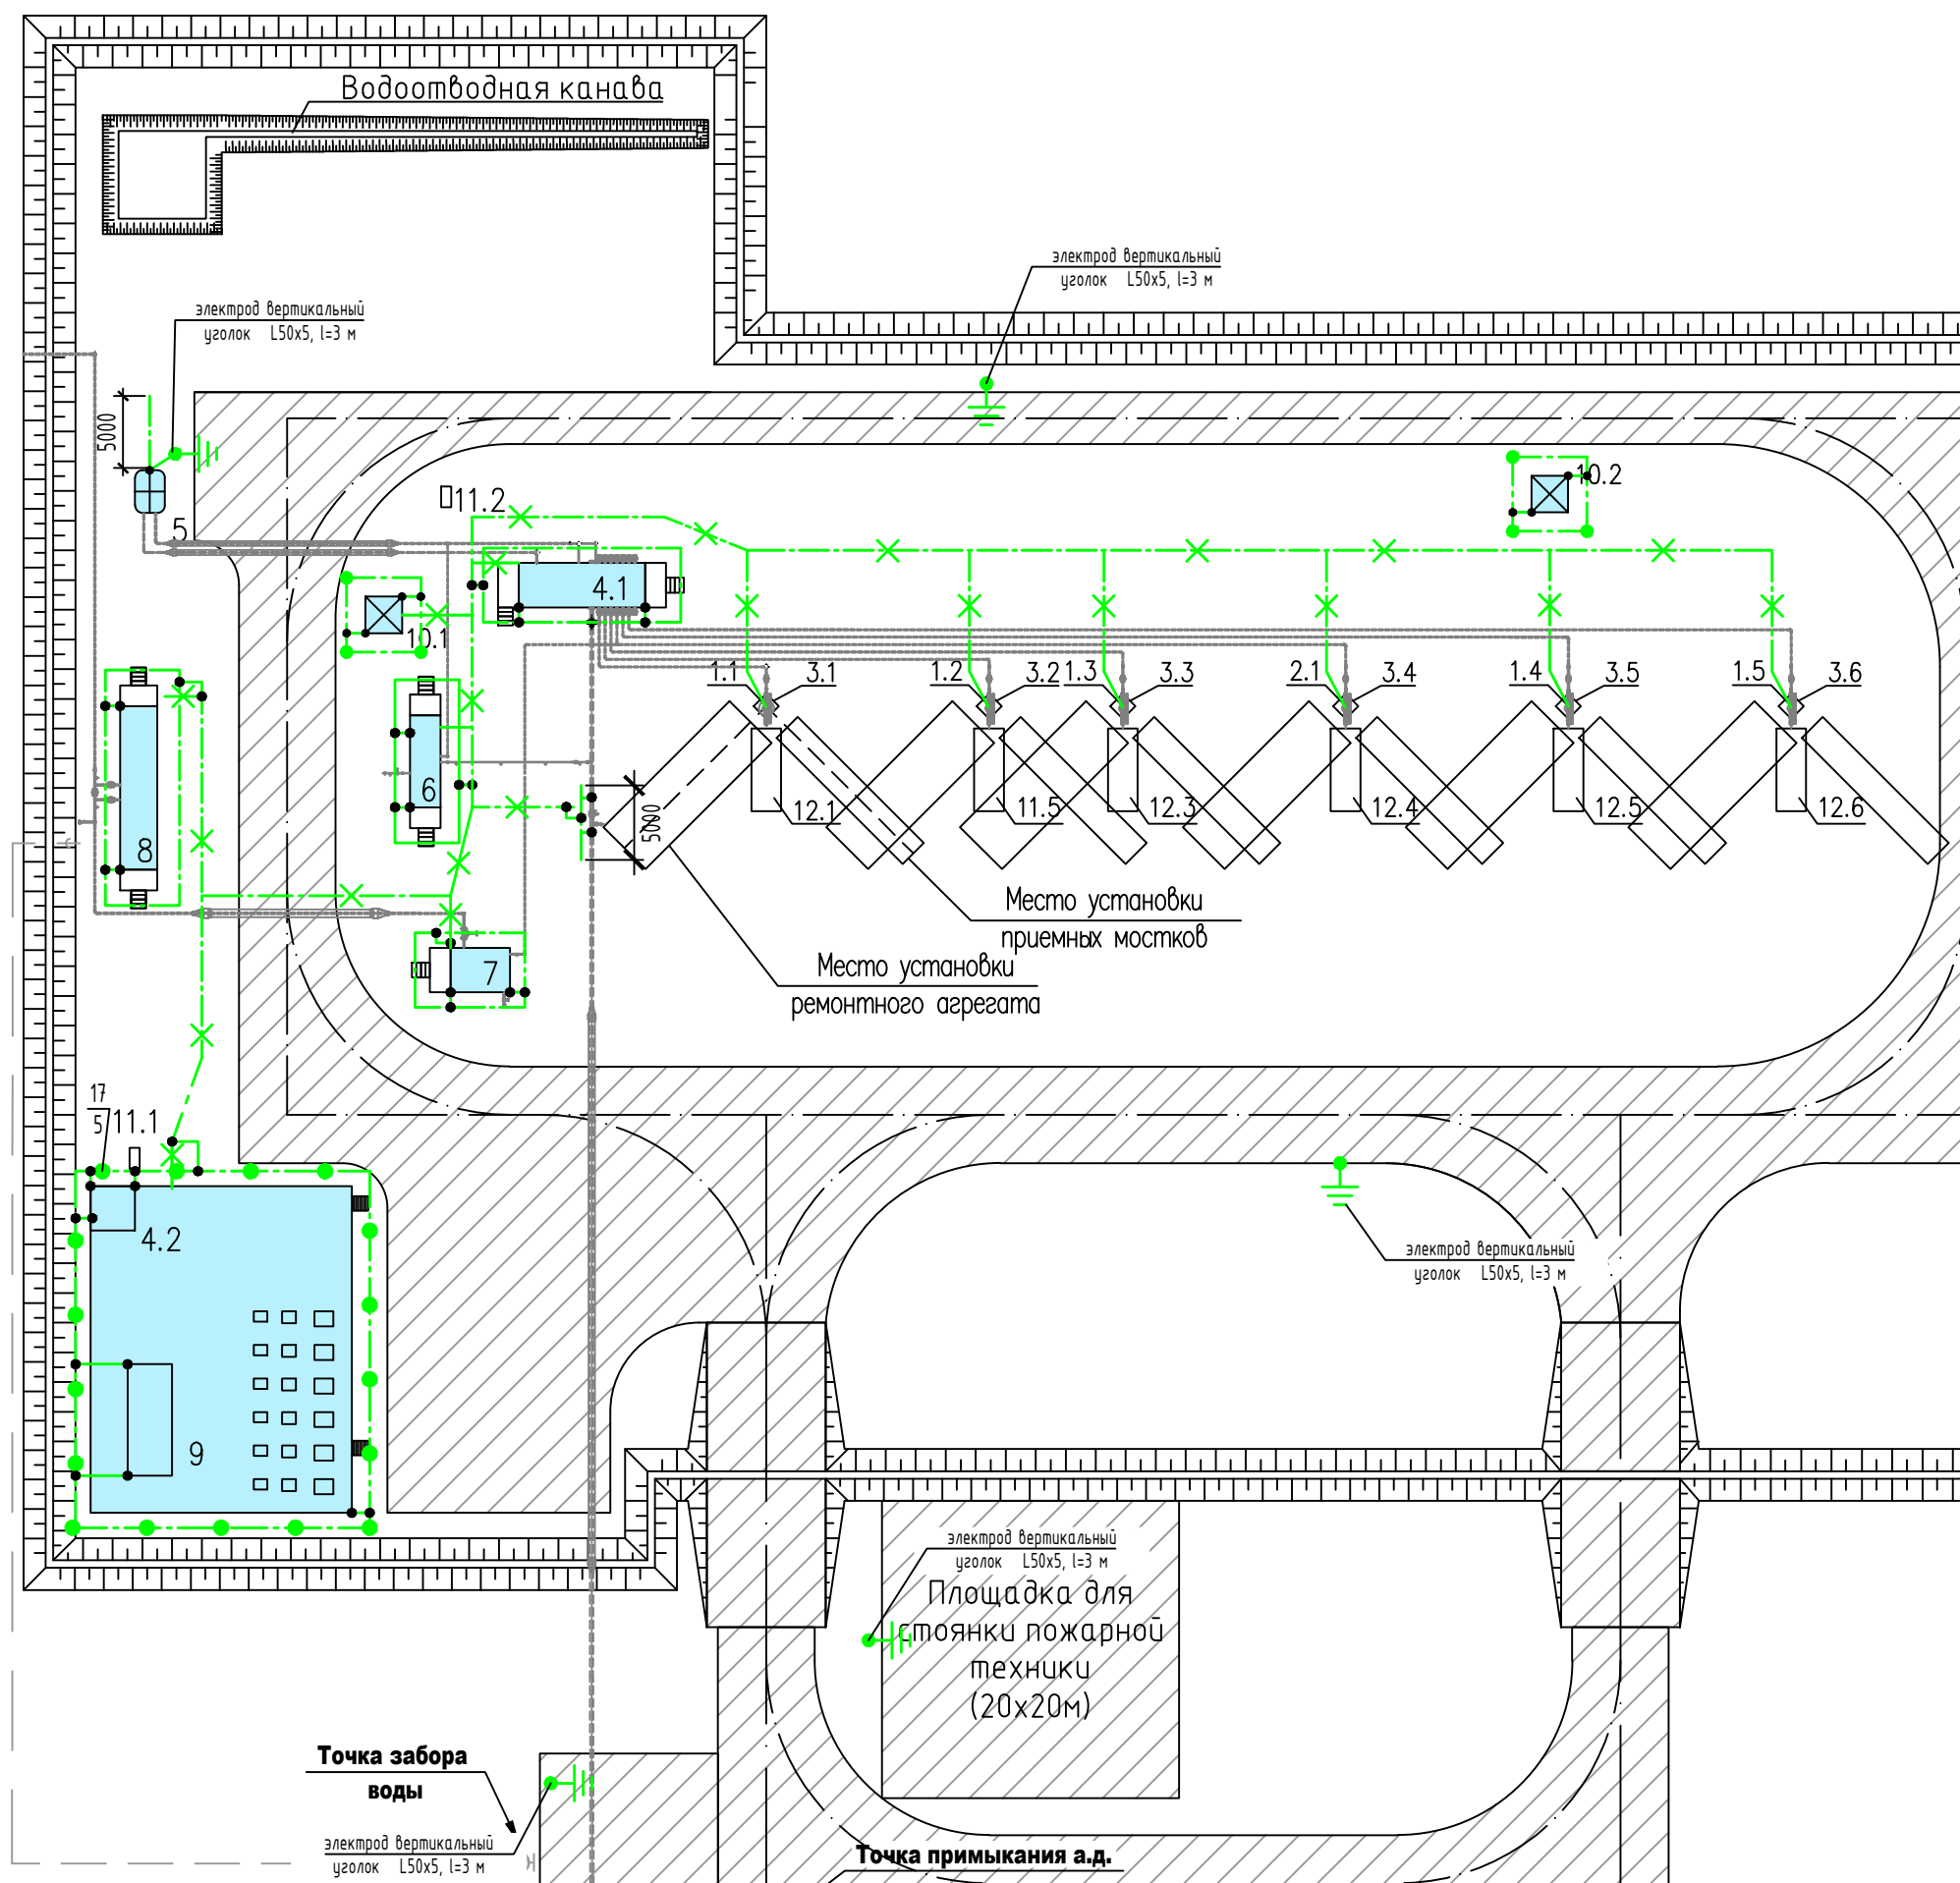 Водоотводная канава
электрод вертикальный
уголок L50x5, l=3 м
электрод вертикальный
уголок L50x5, l=3 м
5000
5
11.2
10.2
4.1
10.1
1.1
3.1
1.2
3.2
1.3
3.3
2.1
3.4
1.4
3.5
1.5
3.6
6
8
5000
12.1
11.5
12.3
12.4
12.5
12.6
Место установки
приемных мостков
Место установки
ремонтного агрегата
7
17
5
11.1
4.2
9
электрод вертикальный
уголок L50x5, l=3 м
электрод вертикальный
уголок L50x5, l=3 м
Площадка для
стоянки пожарной
техники
(20х20м)
Точка забора
воды
электрод вертикальный
уголок L50x5, l=3 м
Точка примыкания а.д.